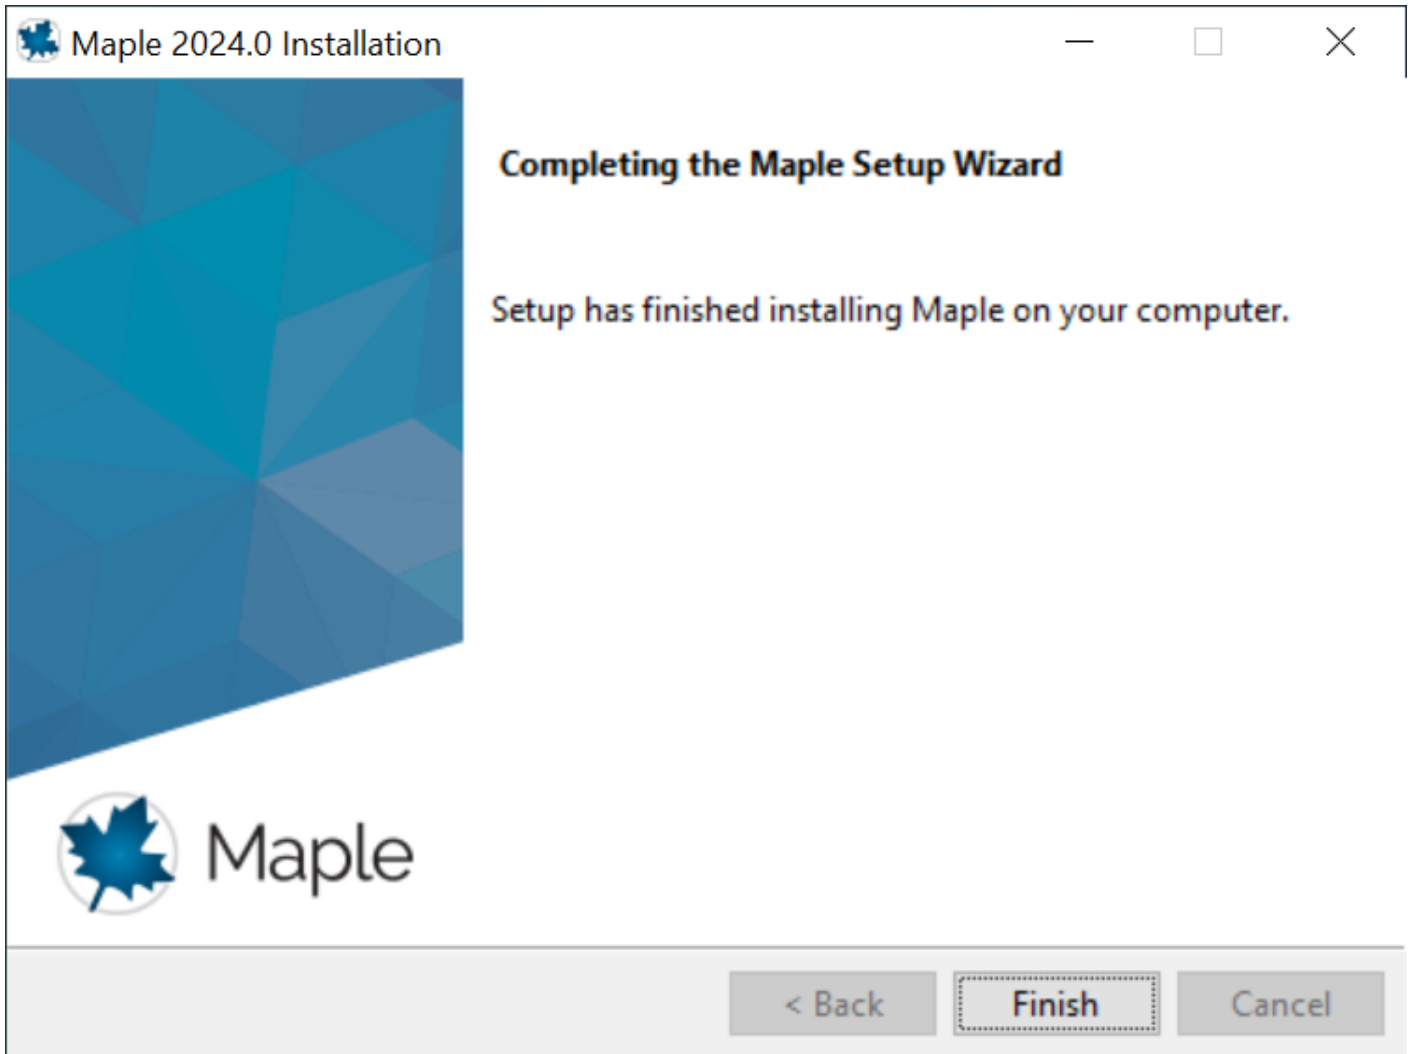 Maple 2024.0 Installation
Completing the Maple Setup Wizard
Setup has finished installing Maple on your computer.
Maple
< Back
Finish
Cancel